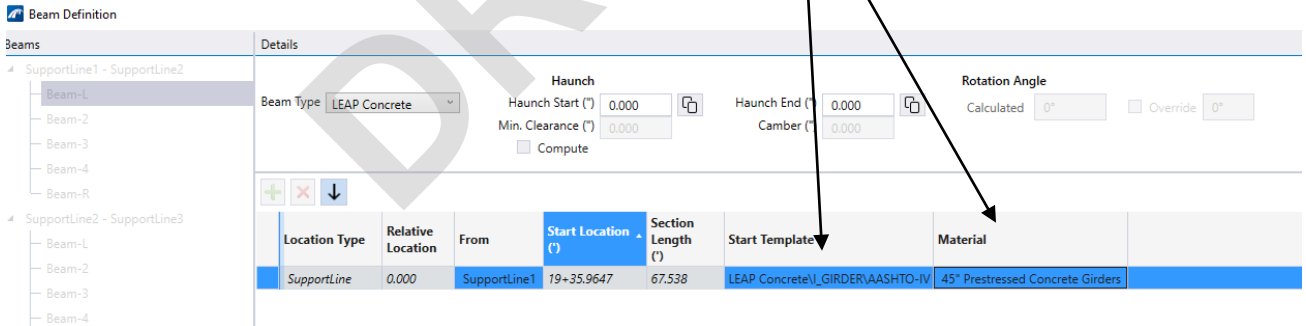 Beam Definition
Beams
Details
SupportLine1 - SupportLine2
Beam-L
Beam-2
Beam-3
Beam-4
Beam-R
SupportLine2 - SupportLine3
Beam-L
Beam-2
Beam-3
Beam-4
Beam Type LEAP Concrete
Haunch
Haunch Start (") 0.000
Haunch End (") 0.000
Min. Clearance (") 0.000
Camber (") 0.000
Compute
Rotation Angle
Calculated 0° Override 0°
Location Type Relative Location From Start Location (') Section Length (') Start Template Material
SupportLine 0.000 SupportLine1 19+35.9647 67.538 LEAP Concrete\I_GIRDER\AASHTO-IV 45° Prestressed Concrete Girders